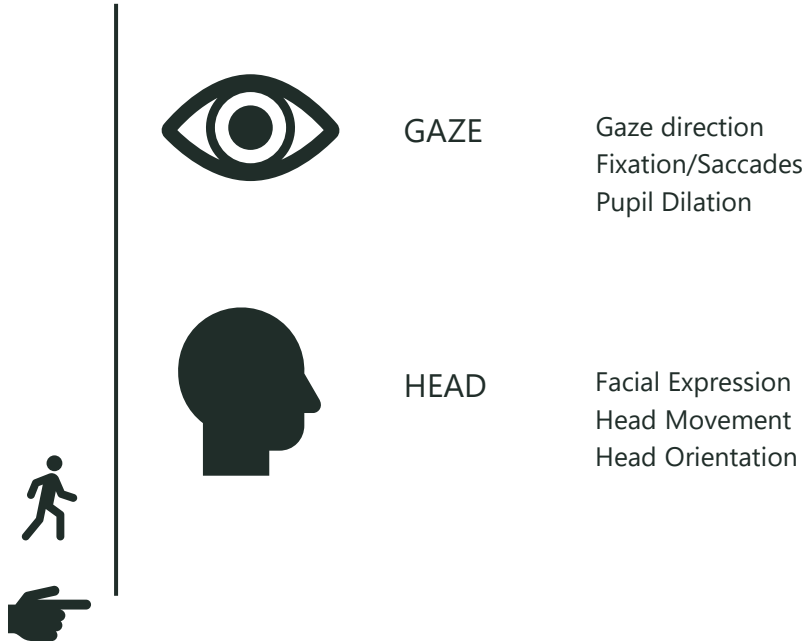 GAZE
Gaze direction
Fixation/Saccades
Pupil Dilation
HEAD
Facial Expression
Head Movement
Head Orientation